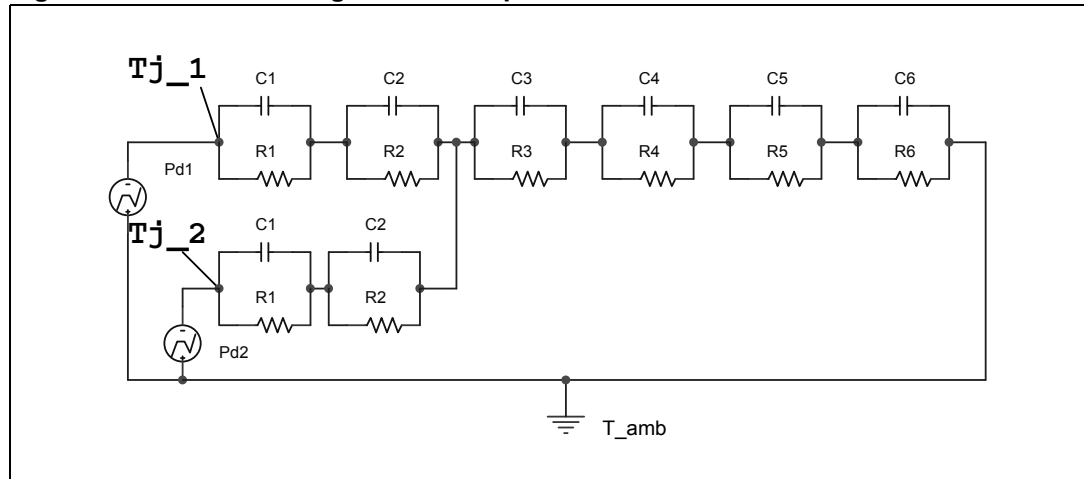 Tj_1
C1 C2 C3 C4 C5 C6
R1 R2 R3 R4 R5 R6
Pd1
Tj_2
C1 C2
R1 R2
Pd2
T_amb